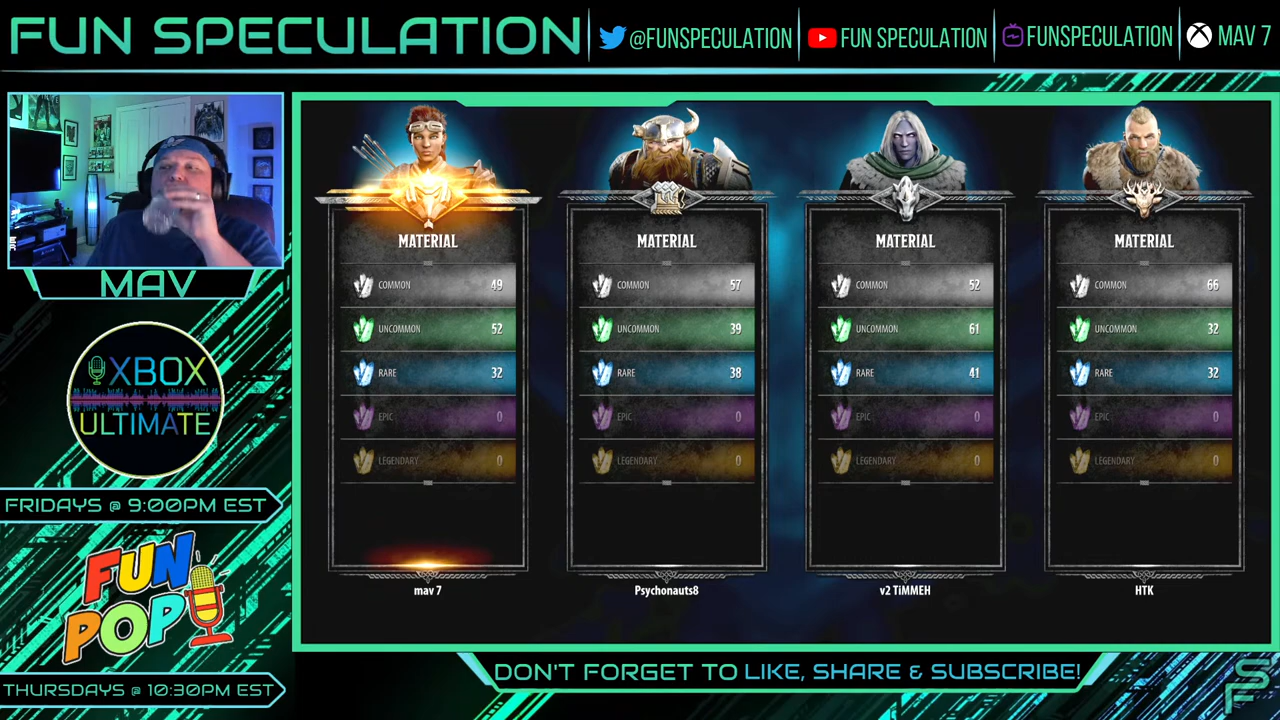 FUN SPECULATION
@FUNSPECULATION
FUN SPECULATION
FUNSPECULATION
MAV 7
MAV
XBOX
ULTIMATE
FRIDAYS @ 9:00PM EST
FUN
POP
THURSDAYS @ 10:30PM EST
MATERIAL
COMMON 49
UNCOMMON 52
RARE 32
EPIC 0
LEGENDARY 0
mav 7
MATERIAL
COMMON 57
UNCOMMON 39
RARE 38
EPIC 0
LEGENDARY 0
Psychonauts8
MATERIAL
COMMON 52
UNCOMMON 61
RARE 41
EPIC 0
LEGENDARY 0
v2 TiMMEH
MATERIAL
COMMON 66
UNCOMMON 32
RARE 32
EPIC 0
LEGENDARY 0
HTK
DON'T FORGET TO LIKE, SHARE & SUBSCRIBE!
SF